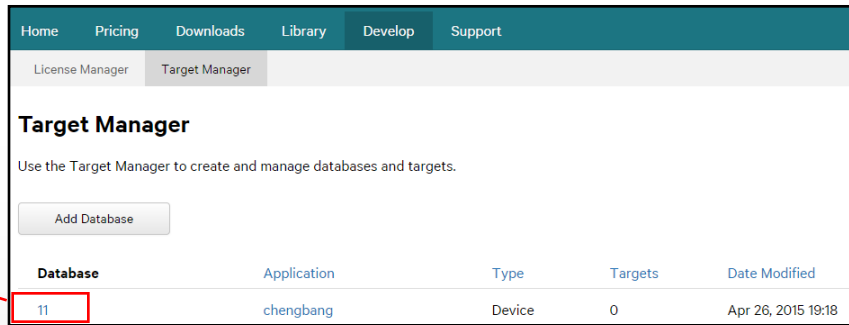 Home Pricing Downloads Library Develop Support
License Manager Target Manager
Target Manager
Use the Target Manager to create and manage databases and targets.
Add Database
Database Application Type Targets Date Modified
11 chengbang Device 0 Apr 26, 2015 19:18